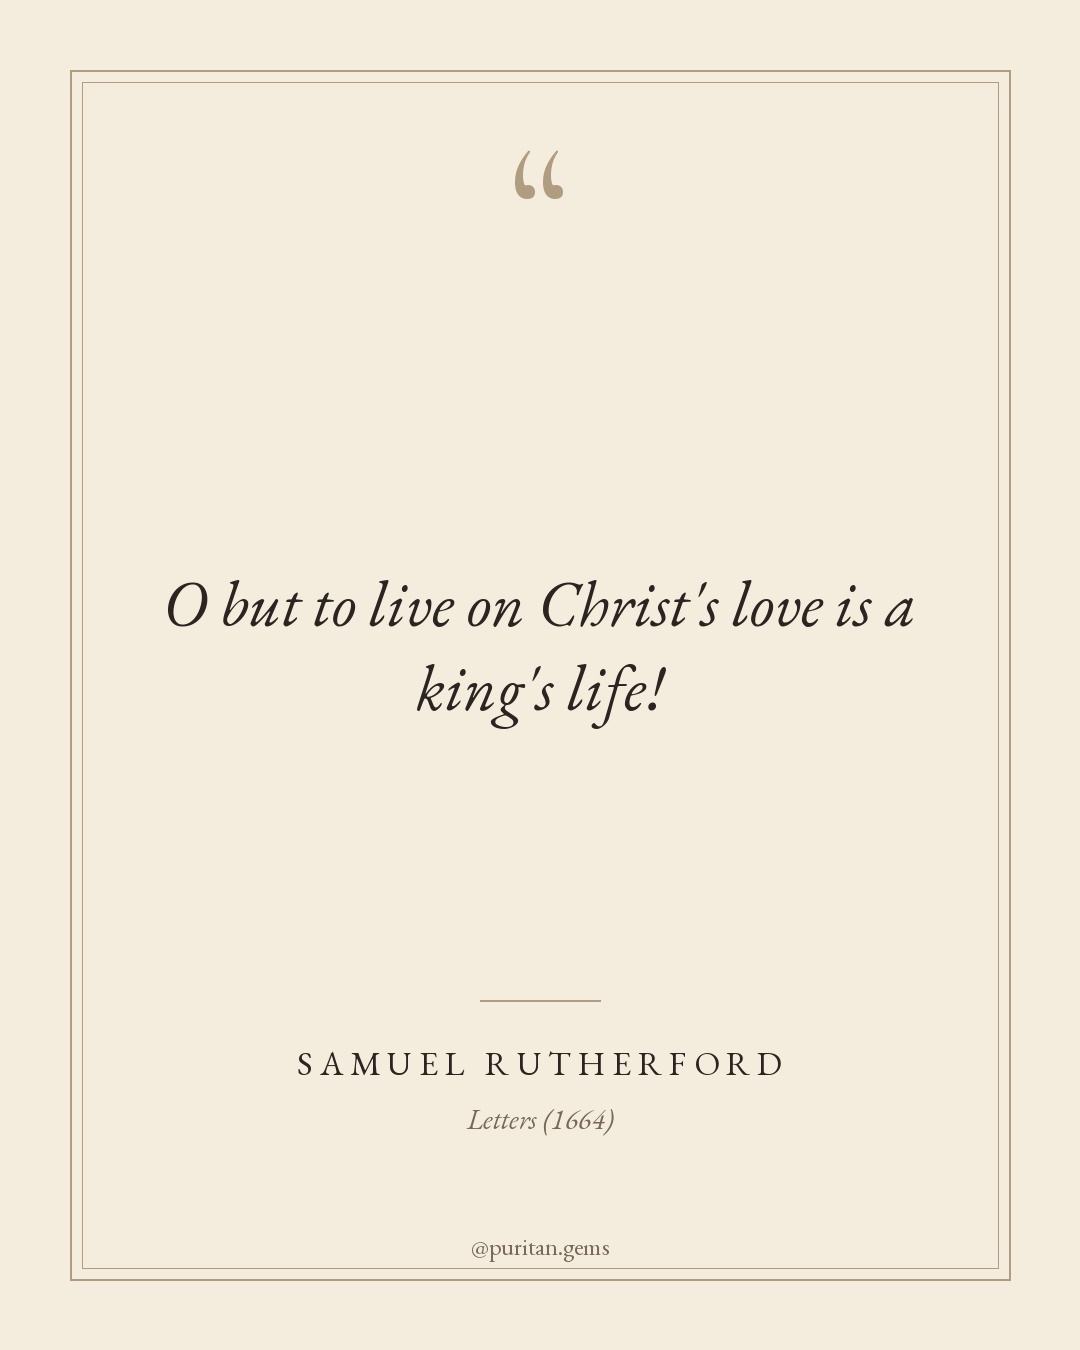 “
O but to live on Christ's love is a
king's life!
SAMUEL RUTHERFORD
Letters (1664)
@puritan.gems